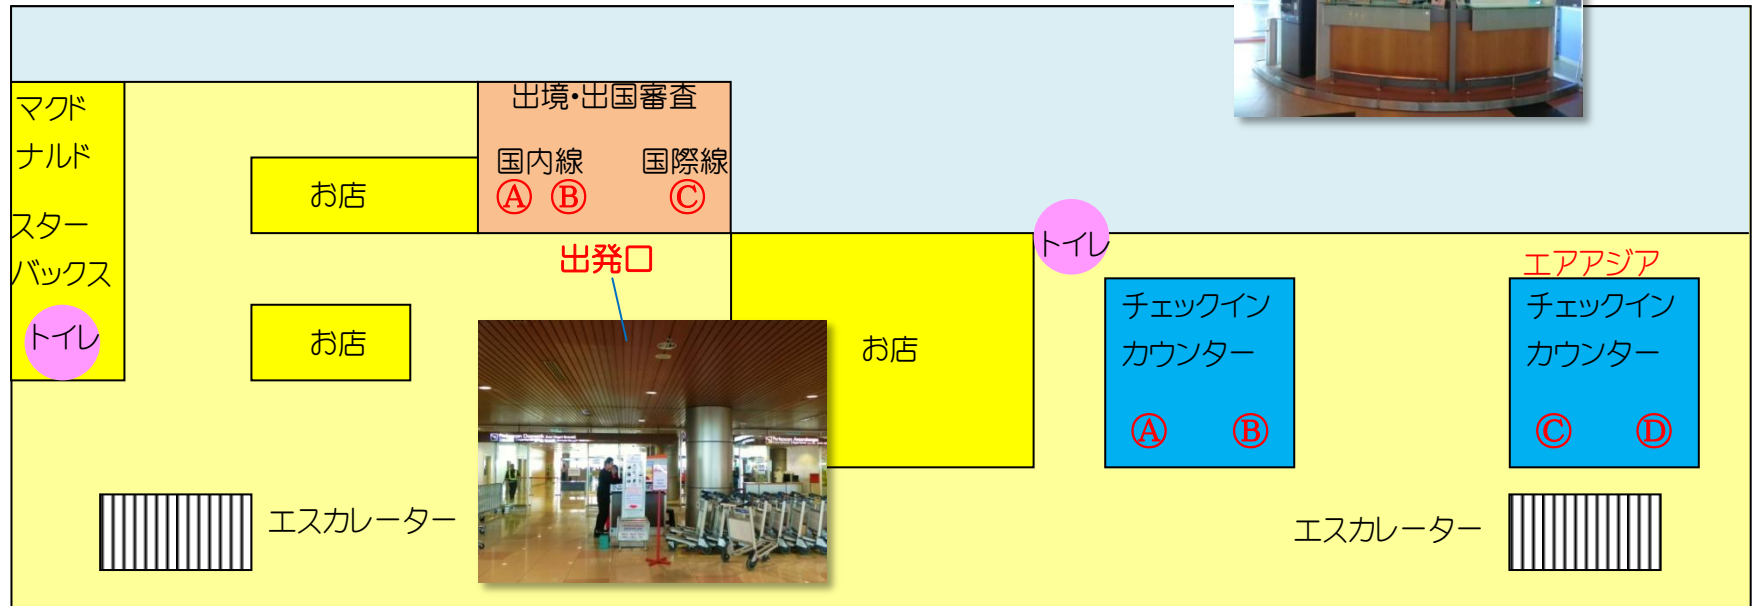 マクド
ナルド
スター
バックス
トイレ
お店
お店
出境・出国審査
国内線 国際線
Ⓐ Ⓑ Ⓒ
出発口
お店
トイレ
チェックイン
カウンター
Ⓐ Ⓑ
エアアジア
チェックイン
カウンター
Ⓒ Ⓓ
エスカレーター
エスカレーター